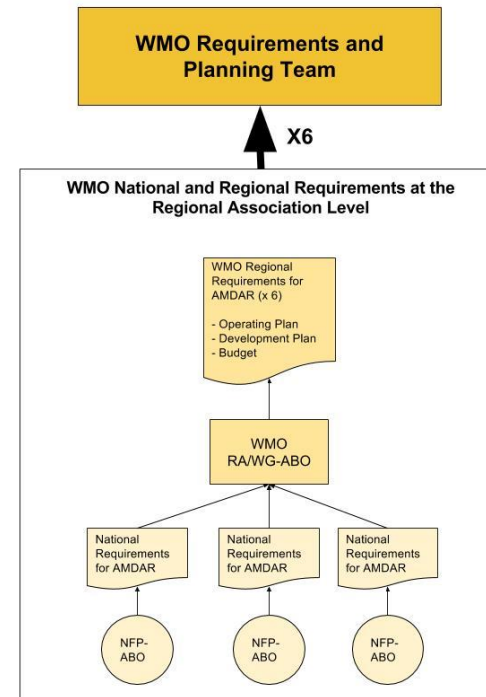 WMO Requirements and
Planning Team
X6
WMO National and Regional Requirements at the
Regional Association Level
WMO Regional
Requirements for
AMDAR (x 6)
- Operating Plan
- Development Plan
- Budget
WMO
RA/WG-ABO
National
Requirements
for AMDAR
National
Requirements
for AMDAR
National
Requirements
for AMDAR
NFP-
ABO
NFP-
ABO
NFP-
ABO